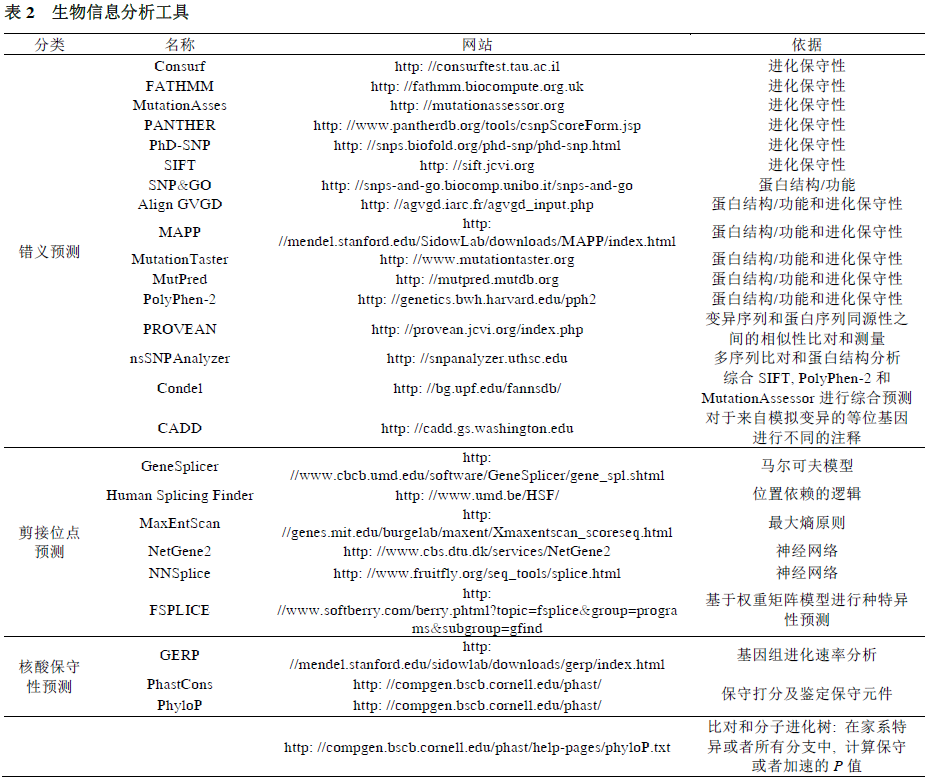 表 2 生物信息分析工具
分类 名称 网站 依据
Consurf http: //consurftest.tau.ac.il 进化保守性
FATHMM http: //fathmm.biocompute.org.uk 进化保守性
MutationAsses http: //mutationassessor.org 进化保守性
PANTHER http: //www.pantherdb.org/tools/csnpScoreForm.jsp 进化保守性
PhD-SNP http: //snps.biofold.org/phd-snp/phd-snp.html 进化保守性
SIFT http: //sift.jcvi.org 进化保守性
SNP&GO http: //snps-and-go.biocomp.unibo.it/snps-and-go 蛋白结构/功能
Align GVGD http: //agvgd.iarc.fr/agvgd_input.php 蛋白结构/功能和进化保守性
错义预测
MAPP http:
//mendel.stanford.edu/SidowLab/downloads/MAPP/index.html 蛋白结构/功能和进化保守性
MutationTaster http: //www.mutationtaster.org 蛋白结构/功能和进化保守性
MutPred http: //mutpred.mutdb.org 蛋白结构/功能和进化保守性
PolyPhen-2 http: //genetics.bwh.harvard.edu/pph2 蛋白结构/功能和进化保守性
PROVEAN http: //provean.jcvi.org/index.php 变异序列和蛋白序列同源性之
间的相似性比对和测量
nsSNPAnalyzer http: //snpanalyzer.uthsc.edu 多序列比对和蛋白结构分析
Condel http: //bg.upf.edu/fannsdb/ 综合 SIFT, PolyPhen-2 和
MutationAssessor 进行综合预测
CADD http: //cadd.gs.washington.edu 对于来自模拟变异的等位基因
进行不同的注释
GeneSplicer http:
//www.cbcb.umd.edu/software/GeneSplicer/gene_spl.shtml 马尔可夫模型
Human Splicing Finder http: //www.umd.be/HSF/ 位置依赖的逻辑
剪接位点
预测
MaxEntScan http:
//genes.mit.edu/burgelab/maxent/Xmaxentscan_scoreseq.html 最大熵原则
NetGene2 http: //www.cbs.dtu.dk/services/NetGene2 神经网络
NNSplice http: //www.fruitfly.org/seq_tools/splice.html 神经网络
FSPLICE http:
//www.softberry.com/berry.phtml?topic=fsplice&group=progra
ms&subgroup=gfind
基于权重矩阵模型进行种特异
性预测
核酸保守
性预测
GERP http:
//mendel.stanford.edu/sidowlab/downloads/gerp/index.html 基因组进化速率分析
PhastCons http: //compgen.bscb.cornell.edu/phast/
PhyloP http: //compgen.bscb.cornell.edu/phast/
保守打分及鉴定保守元件
http: //compgen.bscb.cornell.edu/phast/help-pages/phyloP.txt
比对和分子进化树: 在家系特
异或者所有分支中, 计算保守
或者加速的 P 值